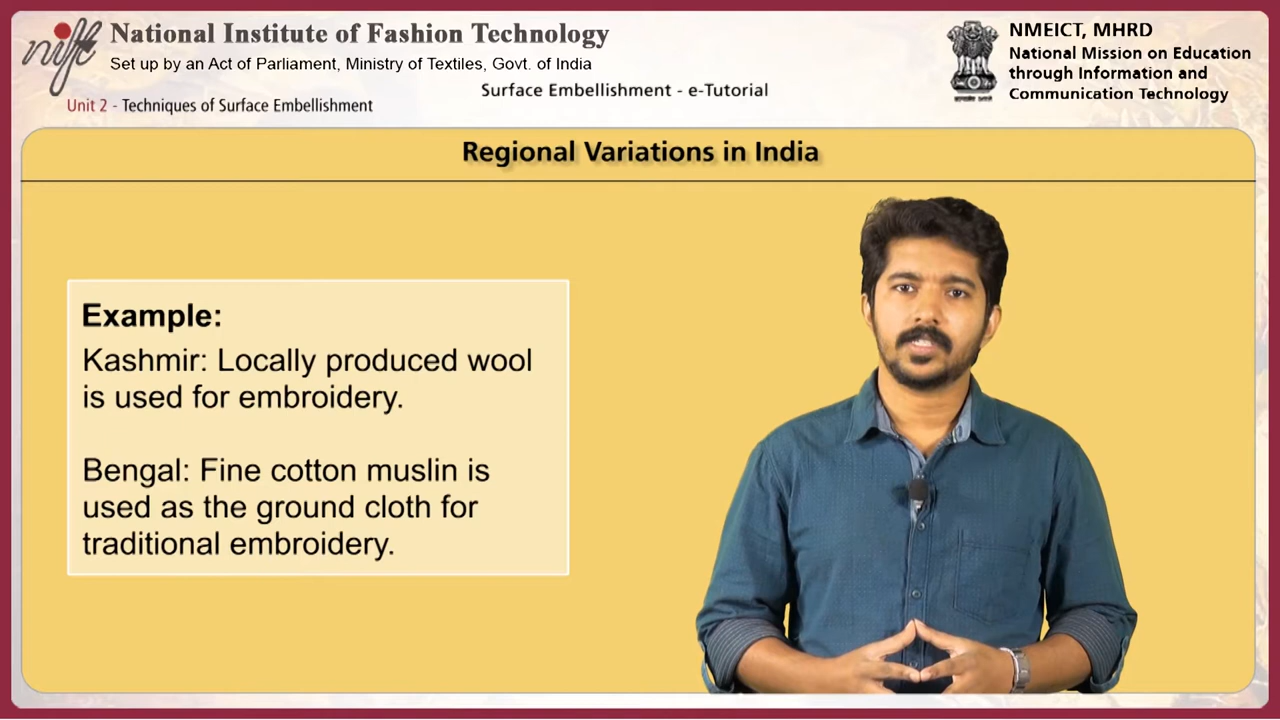 nift
National Institute of Fashion Technology
Set up by an Act of Parliament, Ministry of Textiles, Govt. of India
Unit 2 - Techniques of Surface Embellishment
Surface Embellishment - e-Tutorial
NMEICT, MHRD
National Mission on Education
through Information and
Communication Technology
Regional Variations in India
Example:
Kashmir: Locally produced wool
is used for embroidery.
Bengal: Fine cotton muslin is
used as the ground cloth for
traditional embroidery.